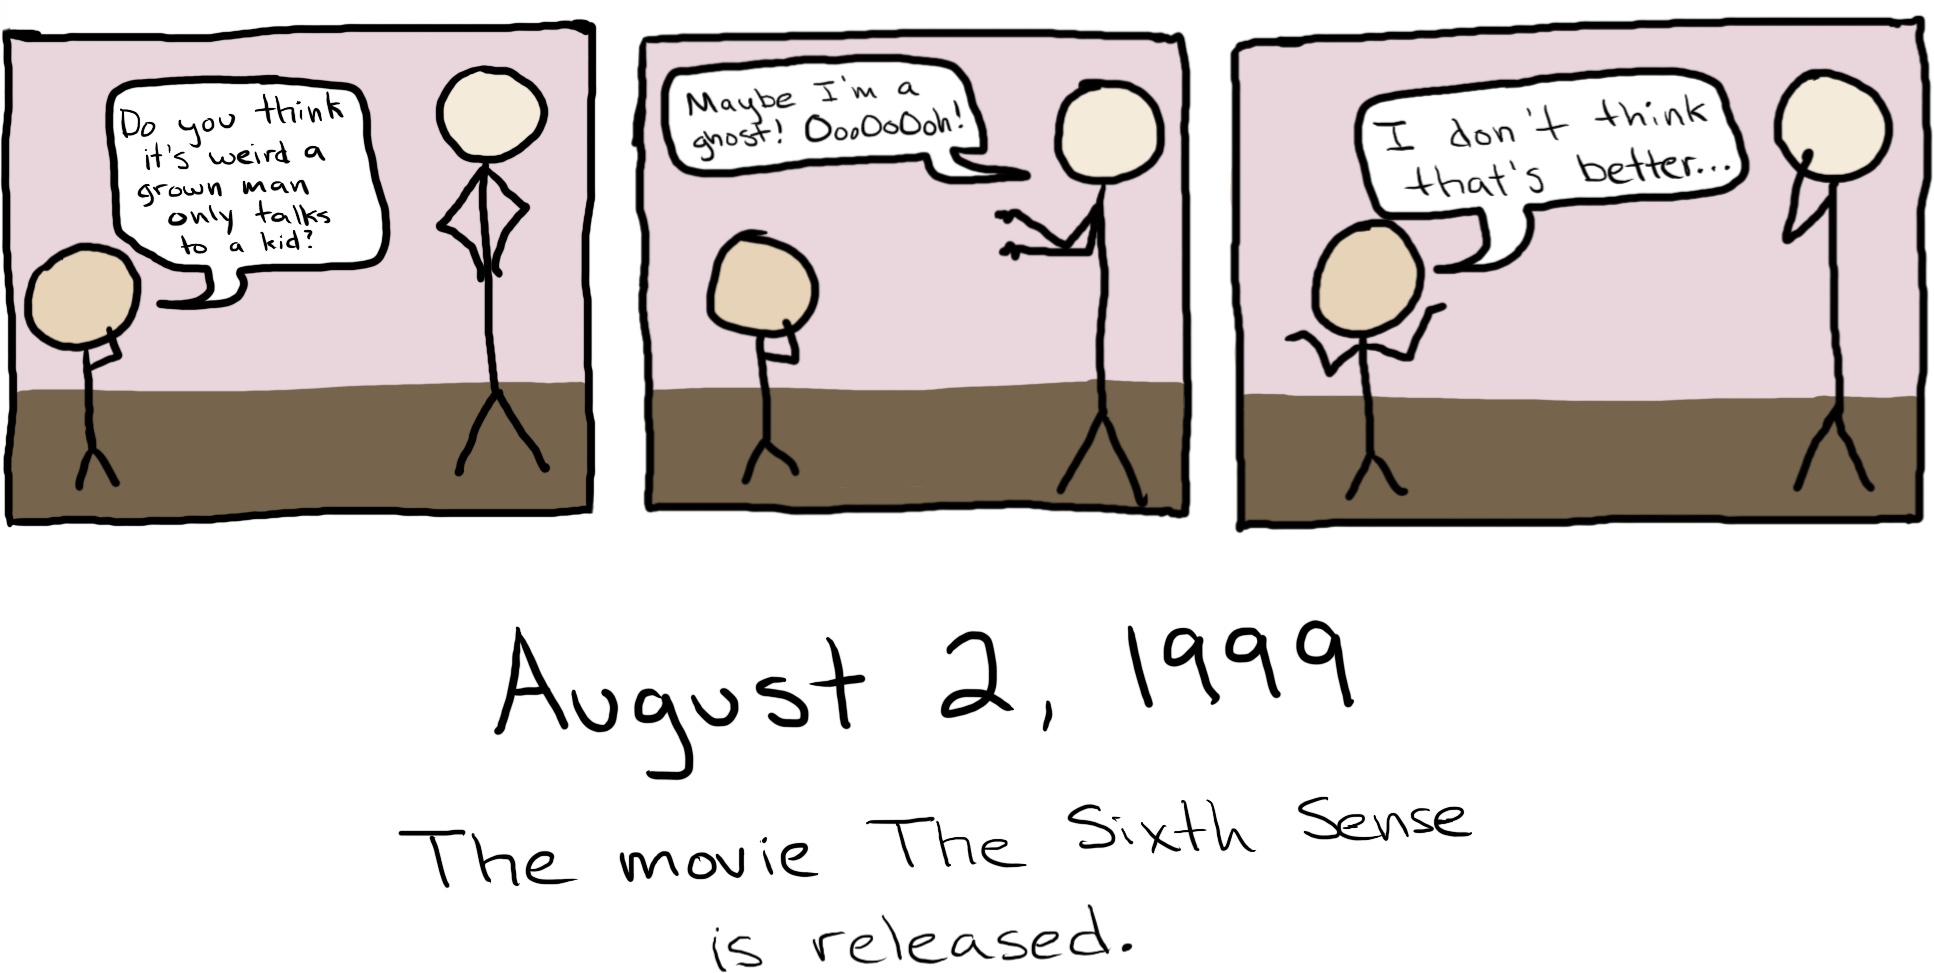 Do you think
it's weird a
grown man
only talks
to a kid?
Maybe I'm a
ghost! OooOoOoh!
I don't think
that's better...
August 2, 1999
The movie The Sixth Sense
is released.